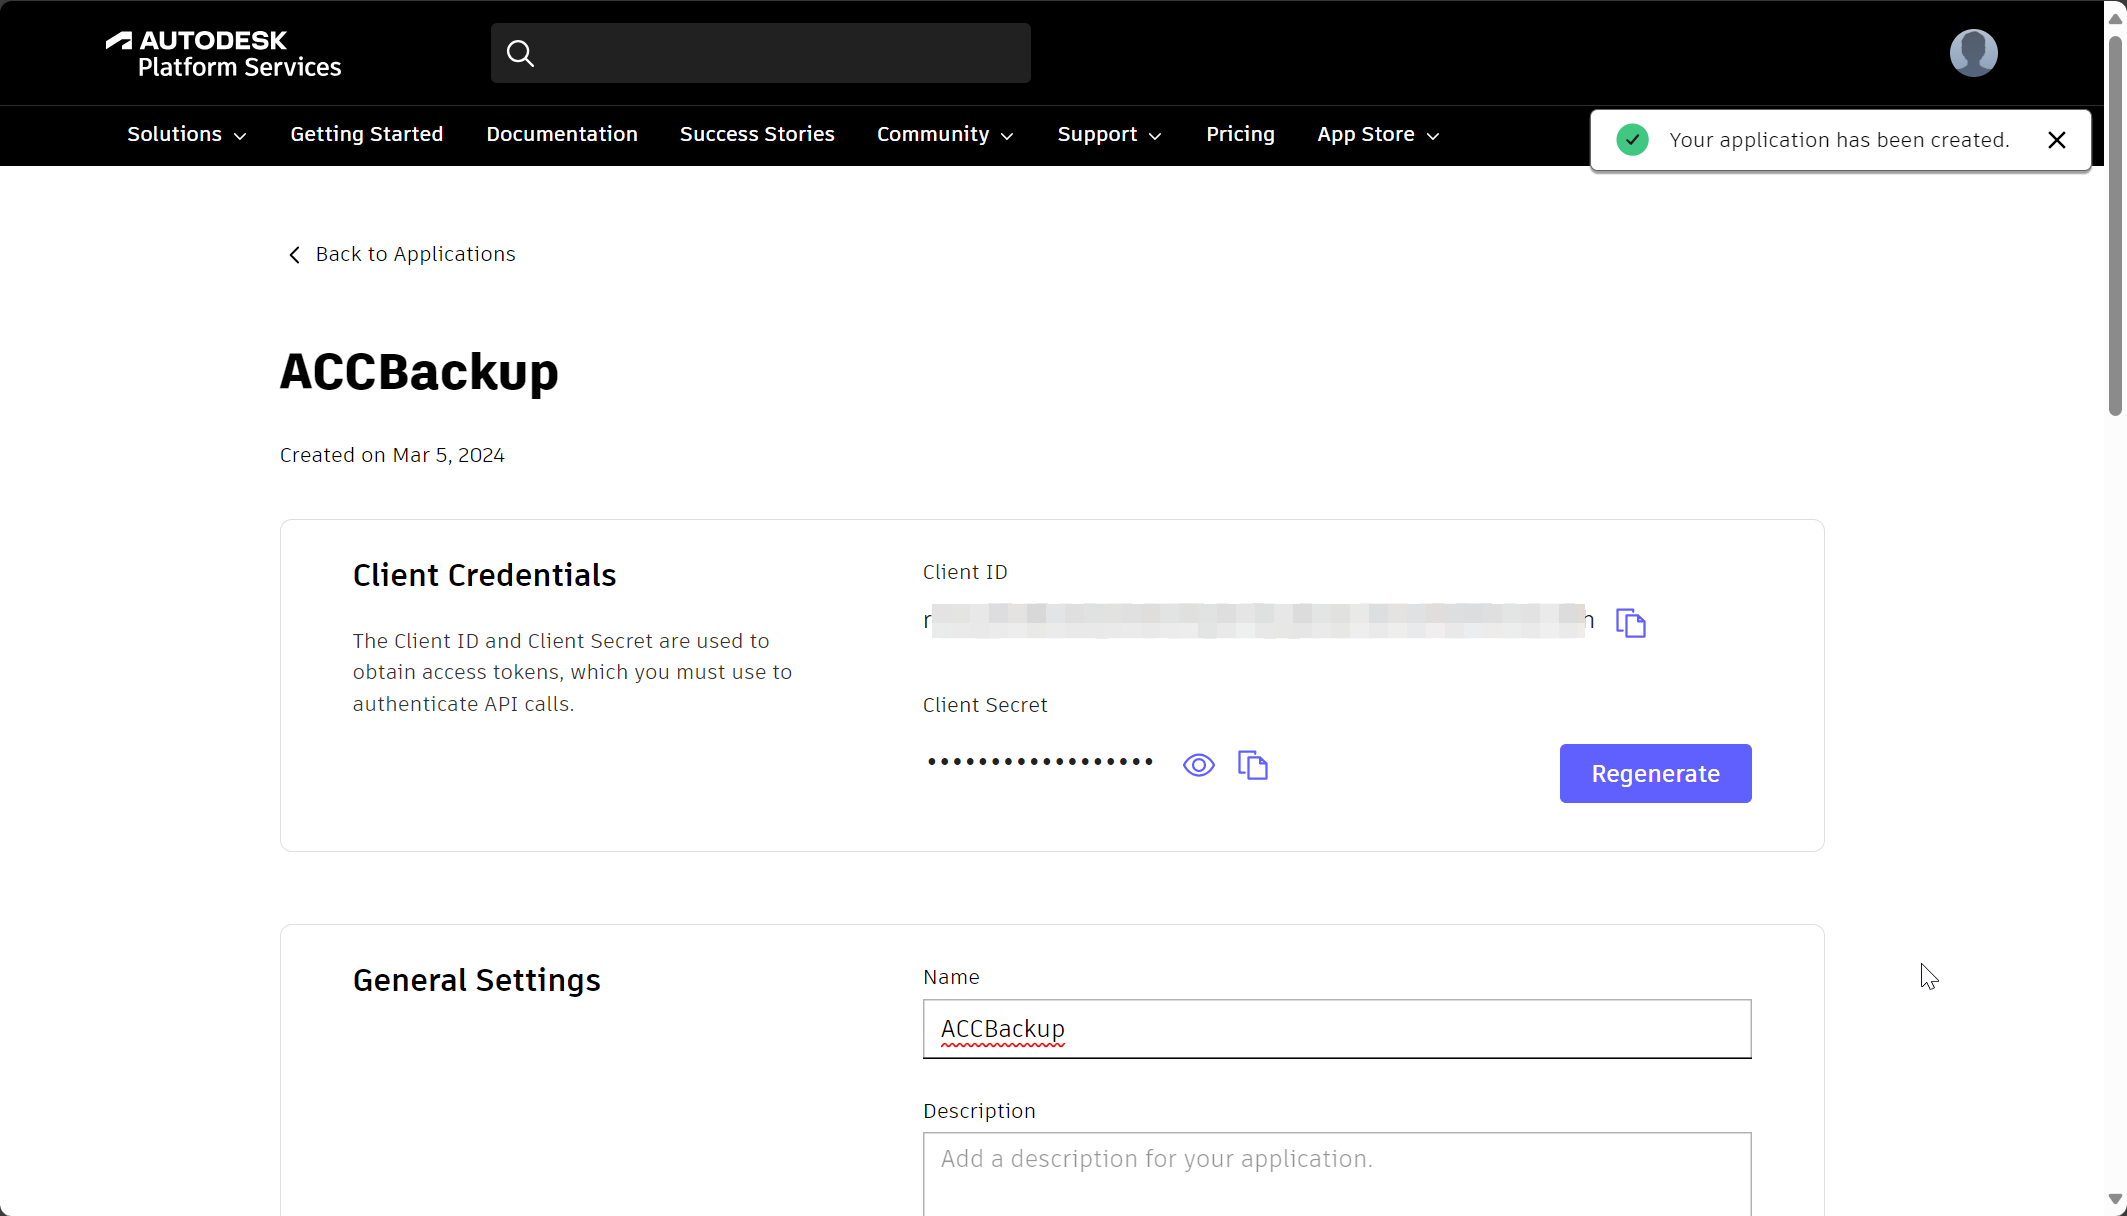 AUTODESK
Platform Services
Solutions Getting Started Documentation Success Stories Community Support Pricing App Store
Your application has been created.
Back to Applications
ACCBackup
Created on Mar 5, 2024
Client Credentials
The Client ID and Client Secret are used to
obtain access tokens, which you must use to
authenticate API calls.
Client ID
Client Secret
••••••••••••••••••
Regenerate
General Settings
Name
ACCBackup
Description
Add a description for your application.